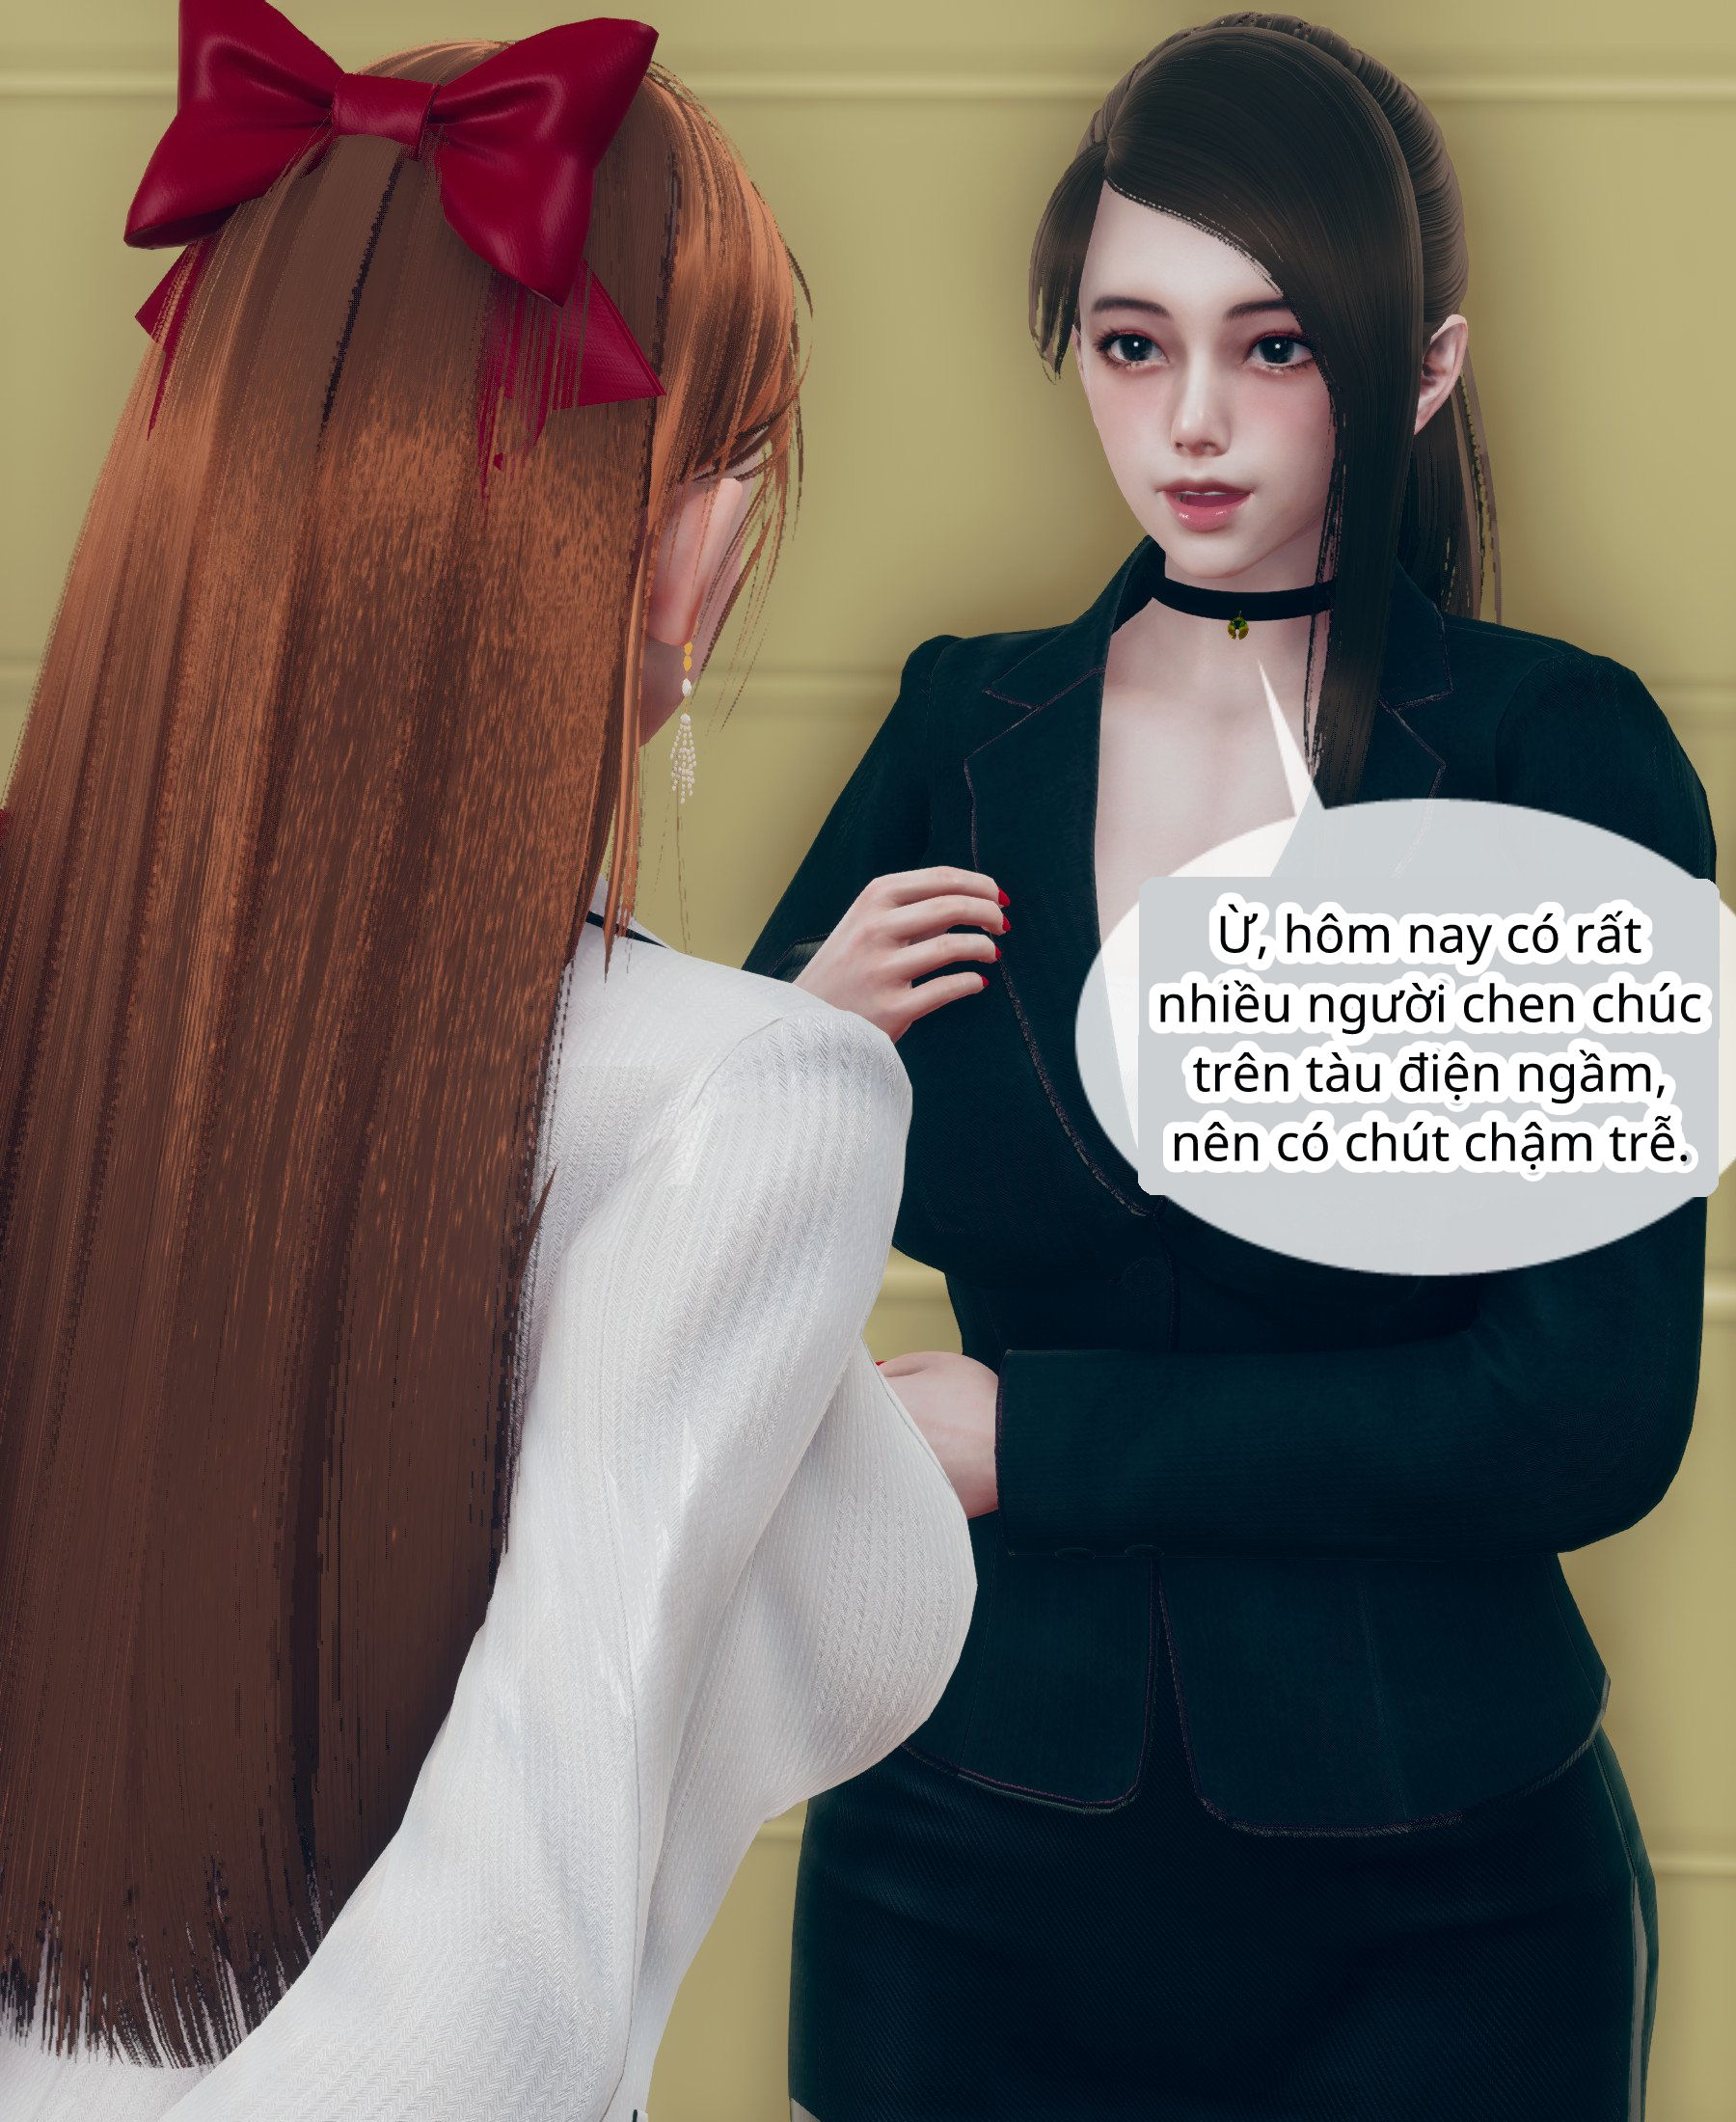 Ừ, hôm nay có rất
nhiều người chen chúc
trên tàu điện ngầm,
nên có chút chậm trễ.